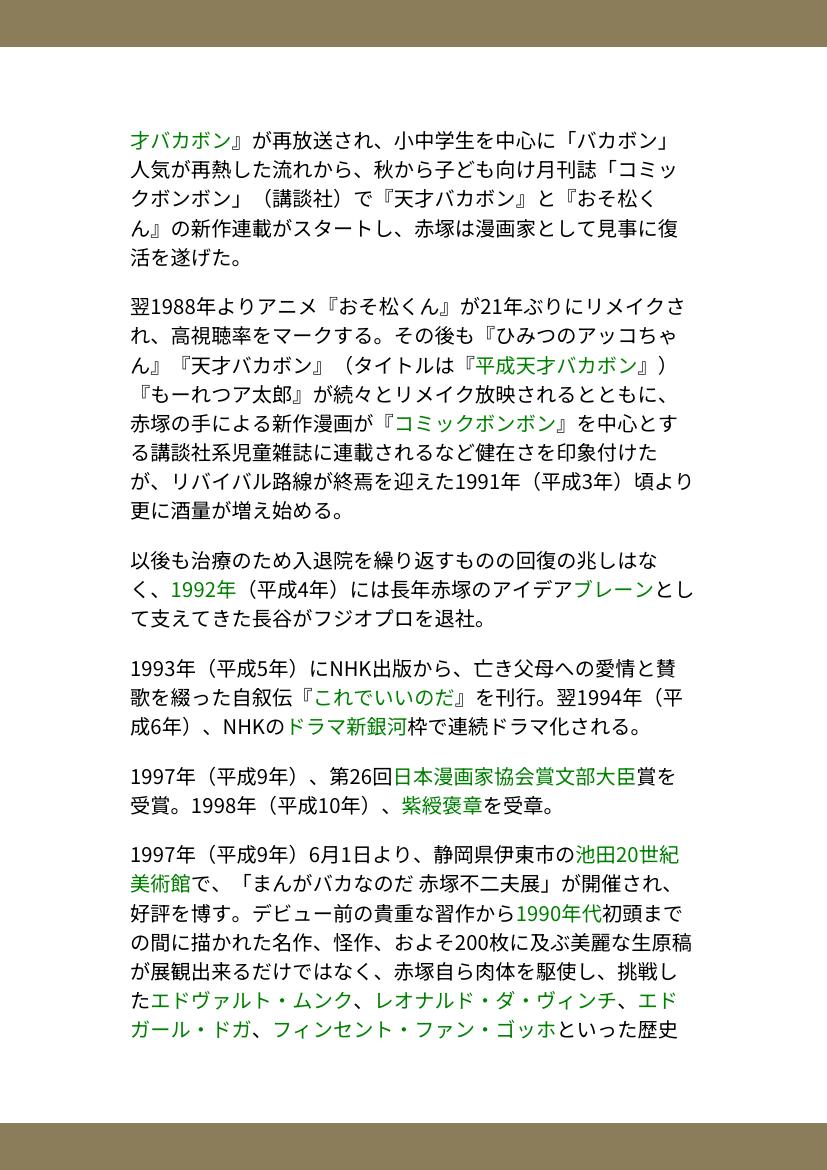 才バカボン』が再放送され、小中学生を中心に「バカボン」
人気が再熱した流れから、秋から子ども向け月刊誌「コミッ
クボンボン」（講談社）で『天才バカボン』と『おそ松く
ん』の新作連載がスタートし、赤塚は漫画家として見事に復
活を遂げた。
翌1988年よりアニメ『おそ松くん』が21年ぶりにリメイクさ
れ、高視聴率をマークする。その後も『ひみつのアッコちゃ
ん』『天才バカボン』（タイトルは『平成天才バカボン』）
『もーれつア太郎』が続々とリメイク放映されるとともに、
赤塚の手による新作漫画が『コミックボンボン』を中心とす
る講談社系児童雑誌に連載されるなど健在さを印象付けた
が、リバイバル路線が終焉を迎えた1991年（平成3年）頃より
更に酒量が増え始める。
以後も治療のため入退院を繰り返すものの回復の兆しはな
く、1992年（平成4年）には長年赤塚のアイデアブレーンとし
て支えてきた長谷がフジオプロを退社。
1993年（平成5年）にNHK出版から、亡き父母への愛情と賛
歌を綴った自叙伝『これでいいのだ』を刊行。翌1994年（平
成6年）、NHKのドラマ新銀河枠で連続ドラマ化される。
1997年（平成9年）、第26回日本漫画家協会賞文部大臣賞を
受賞。1998年（平成10年）、紫綬褒章を受章。
1997年（平成9年）6月1日より、静岡県伊東市の池田20世紀
美術館で、「まんがバカなのだ 赤塚不二夫展」が開催され、
好評を博す。デビュー前の貴重な習作から1990年代初頭まで
の間に描かれた名作、怪作、およそ200枚に及ぶ美麗な生原稿
が展観出来るだけではなく、赤塚自ら肉体を駆使し、挑戦し
たエドヴァルト・ムンク、レオナルド・ダ・ヴィンチ、エド
ガール・ドガ、フィンセント・ファン・ゴッホといった歴史